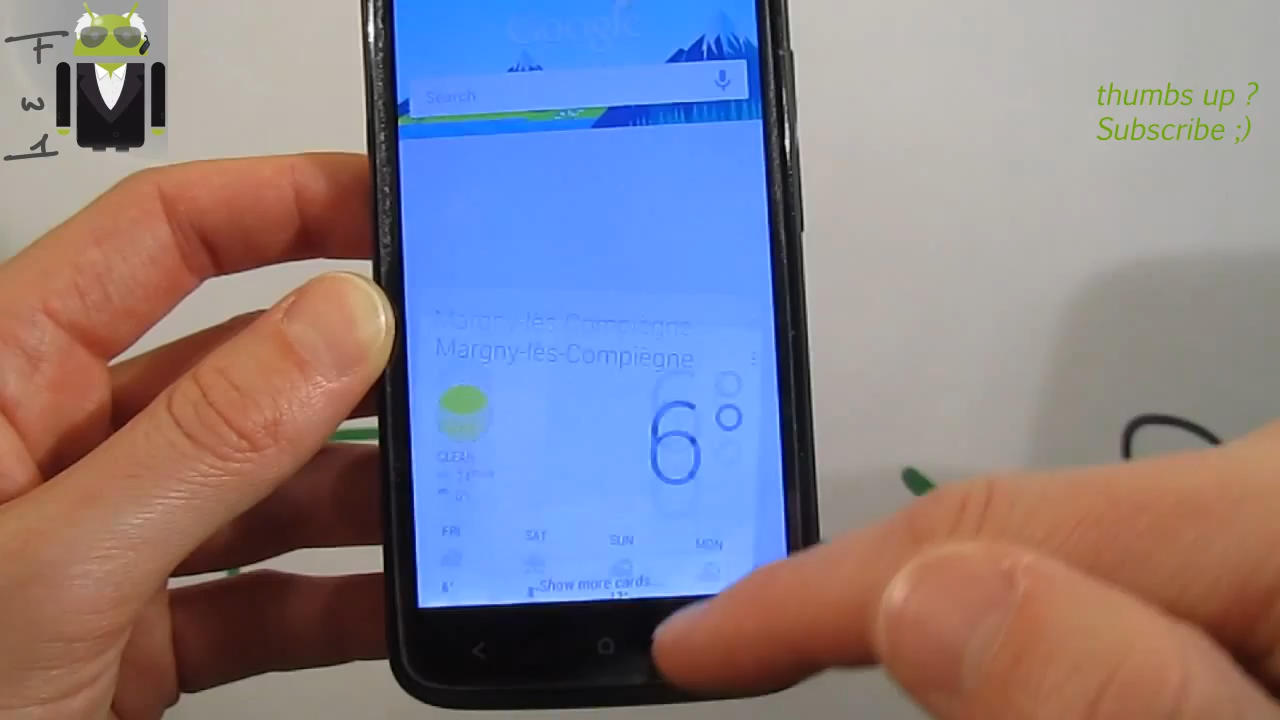 F
w
1
thumbs up ?
Subscribe ;)
Google
Search
Margny-lès-Compiègne
Margny-lès-Compiègne
6°
CLEAR
FRI SAT SUN MON
Show more cards...